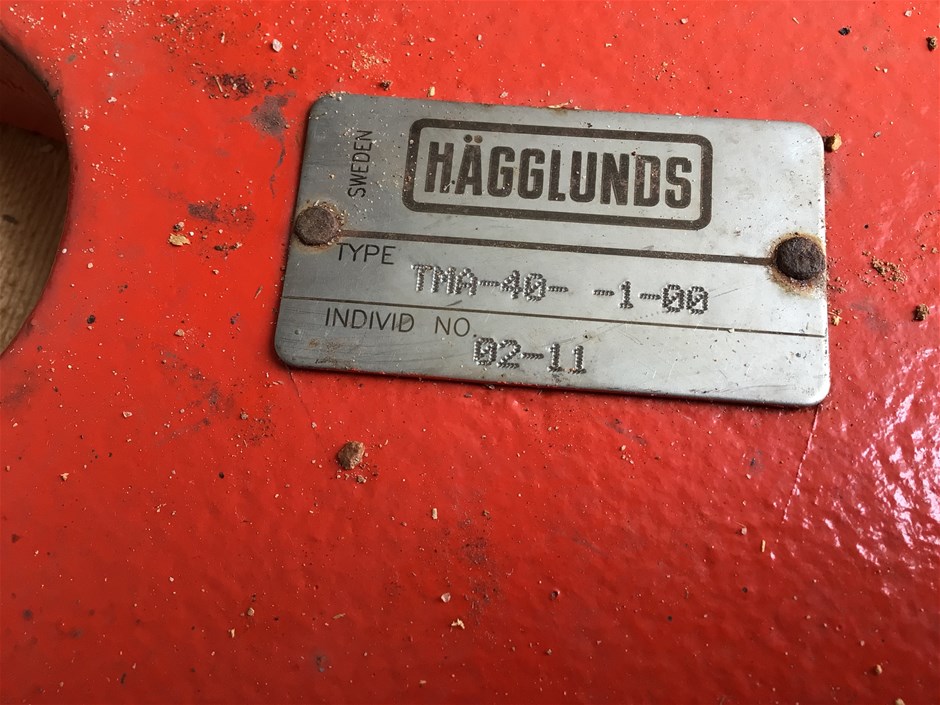 SWEDEN
HÄGGLUNDS
TYPE TMA-40- -1-00
INDIVID NO. 02-11